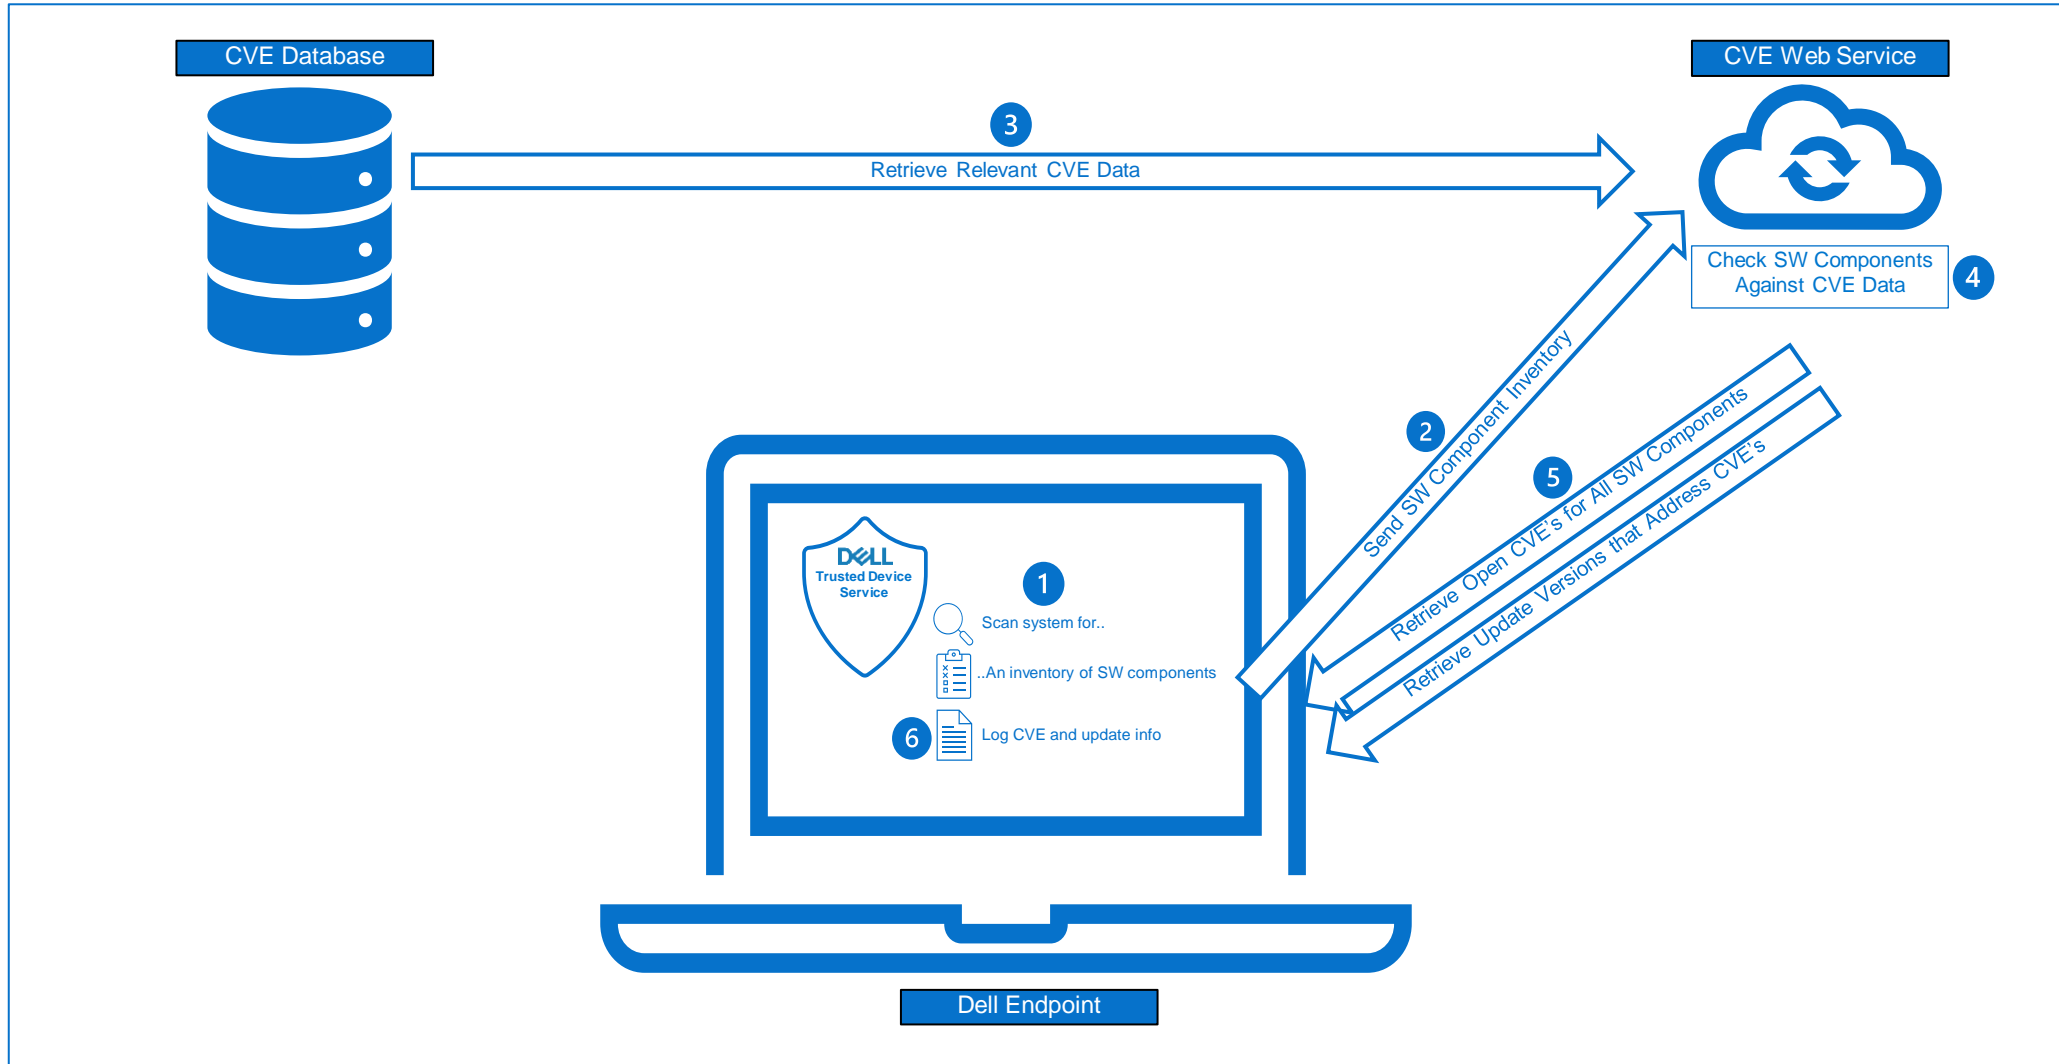 CVE Database
CVE Web Service
3
Retrieve Relevant CVE Data
Check SW Components
Against CVE Data
4
2
Send SW Component Inventory
5
Retrieve Open CVE's for All SW Components
Retrieve Update Versions that Address CVE's
DELL
Trusted Device
Service
1
Scan system for..
..An inventory of SW components
6
Log CVE and update info
Dell Endpoint